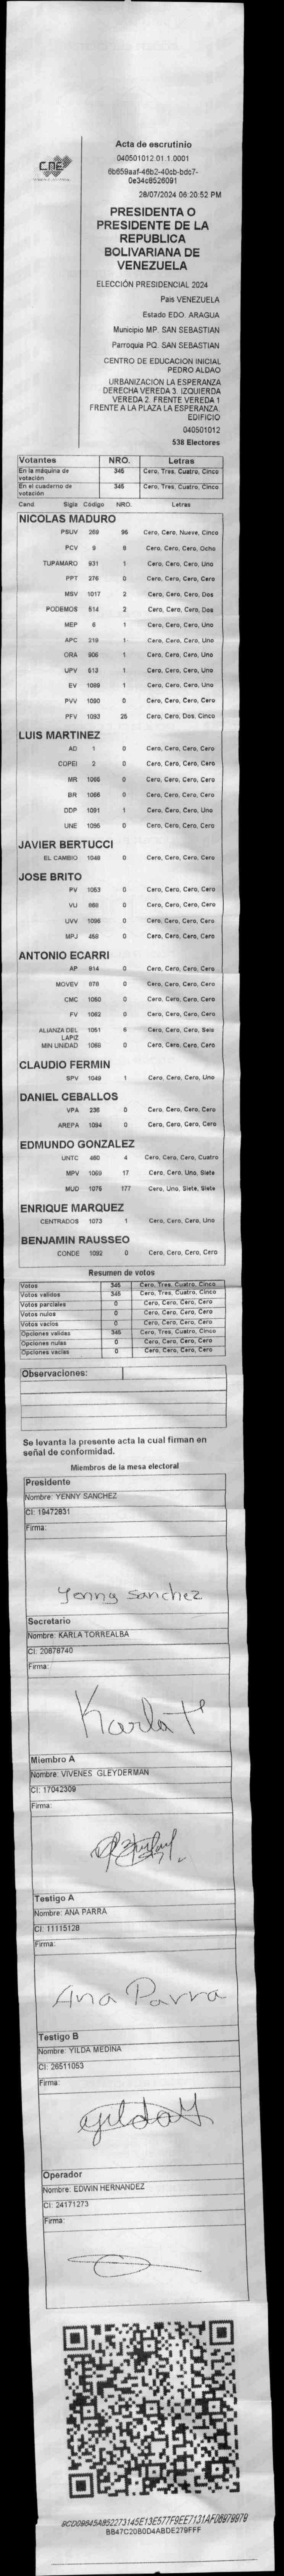 CNE
Acta de escrutinio
040501012.01.1.0001
28/07/2024 06:20:52 PM
PRESIDENTA O
PRESIDENTE DE LA
REPUBLICA
BOLIVARIANA DE
VENEZUELA
ELECCIÓN PRESIDENCIAL 2024
Pais VENEZUELA
Estado EDO. ARAGUA
Municipio MP. SAN SEBASTIAN
Parroquia PQ. SAN SEBASTIAN
CENTRO DE EDUCACION INICIAL
PEDRO ALDAO
URBANIZACION LA ESPERANZA
DERECHA VEREDA 3. IZQUIERDA
VEREDA 2. FRENTE VEREDA 1
FRENTE A LA PLAZA LA ESPERANZA.
EDIFICIO
040501012
538 Electores
Votantes NRO. Letras
En la máquina de votación 345 Cero, Tres, Cuatro, Cinco
En el cuaderno de votación 345 Cero, Tres, Cuatro, Cinco
Cand Sigla Código NRO. Letras
NICOLAS MADURO
PSUV 269 95 Cero, Cero, Nueve, Cinco
PCV 9 8 Cero, Cero, Cero, Ocho
TUPAMARO 931 1 Cero, Cero, Cero, Uno
PPT 276 0 Cero, Cero, Cero, Cero
MSV 1017 2 Cero, Cero, Cero, Dos
PODEMOS 514 2 Cero, Cero, Cero, Dos
MEP 6 1 Cero, Cero, Cero, Uno
APC 219 1 Cero, Cero, Cero, Uno
ORA 906 1 Cero, Cero, Cero, Uno
UPV 513 1 Cero, Cero, Cero, Uno
EV 1089 1 Cero, Cero, Cero, Uno
PVV 1090 0 Cero, Cero, Cero, Cero
PFV 1093 25 Cero, Cero, Dos, Cinco
LUIS MARTINEZ
AD 1 0 Cero, Cero, Cero, Cero
COPEI 2 0 Cero, Cero, Cero, Cero
MR 1065 0 Cero, Cero, Cero, Cero
BR 1066 0 Cero, Cero, Cero, Cero
DDP 1091 1 Cero, Cero, Cero, Uno
UNE 1095 0 Cero, Cero, Cero, Cero
JAVIER BERTUCCI
EL CAMBIO 1048 0 Cero, Cero, Cero, Cero
JOSE BRITO
PV 1053 0 Cero, Cero, Cero, Cero
VU 969 0 Cero, Cero, Cero, Cero
UVV 1096 0 Cero, Cero, Cero, Cero
MPJ 459 0 Cero, Cero, Cero, Cero
ANTONIO ECARRI
AP 914 0 Cero, Cero, Cero, Cero
MOVEV 978 0 Cero, Cero, Cero, Cero
CMC 1050 0 Cero, Cero, Cero, Cero
FV 1062 0 Cero, Cero, Cero, Cero
ALIANZA DEL LAPIZ 1051 6 Cero, Cero, Cero, Seis
MIN UNIDAD 1069 0 Cero, Cero, Cero, Cero
CLAUDIO FERMIN
SPV 1049 1 Cero, Cero, Cero, Uno
DANIEL CEBALLOS
VPA 236 0 Cero, Cero, Cero, Cero
AREPA 1094 0 Cero, Cero, Cero, Cero
EDMUNDO GONZALEZ
UNTC 460 4 Cero, Cero, Cero, Cuatro
MPV 17 Cero, Cero, Uno, Siete
MUD 1076 177 Cero, Uno, Siete, Siete
ENRIQUE MARQUEZ
CENTRADOS 1073 1 Cero, Cero, Cero, Uno
BENJAMIN RAUSSEO
CONDE 1092 0 Cero, Cero, Cero, Cero
Resumen de votos
Votos 345 Cero, Tres, Cuatro, Cinco
Votos validos 345 Cero, Tres, Cuatro, Cinco
Votos parciales 0 Cero, Cero, Cero, Cero
Votos nulos 0 Cero, Cero, Cero, Cero
Votos vacios 0 Cero, Cero, Cero, Cero
Opciones validas 345 Cero, Tres, Cuatro, Cinco
Opciones nulas 0 Cero, Cero, Cero, Cero
Opciones vacias 0 Cero, Cero, Cero, Cero
Observaciones:
Se levanta la presente acta la cual firman en
señal de conformidad.
Miembros de la mesa electoral
Presidente
Nombre: YENNY SANCHEZ
CI: 19472831
Firma:
Yenny Sanchez
Secretario
Nombre: KARLA TORREALBA
CI: 20878740
Firma:
Karla T
Miembro A
Nombre: VIVENES GLEYDERMAN
CI: 17042309
Firma:
Testigo A
Nombre: ANA PARRA
CI: 11115128
Firma:
Ana Parra
Testigo B
Nombre: YILDA MEDINA
CI: 26511053
Firma:
Operador
Nombre: EDWIN HERNANDEZ
CI: 24171273
Firma: